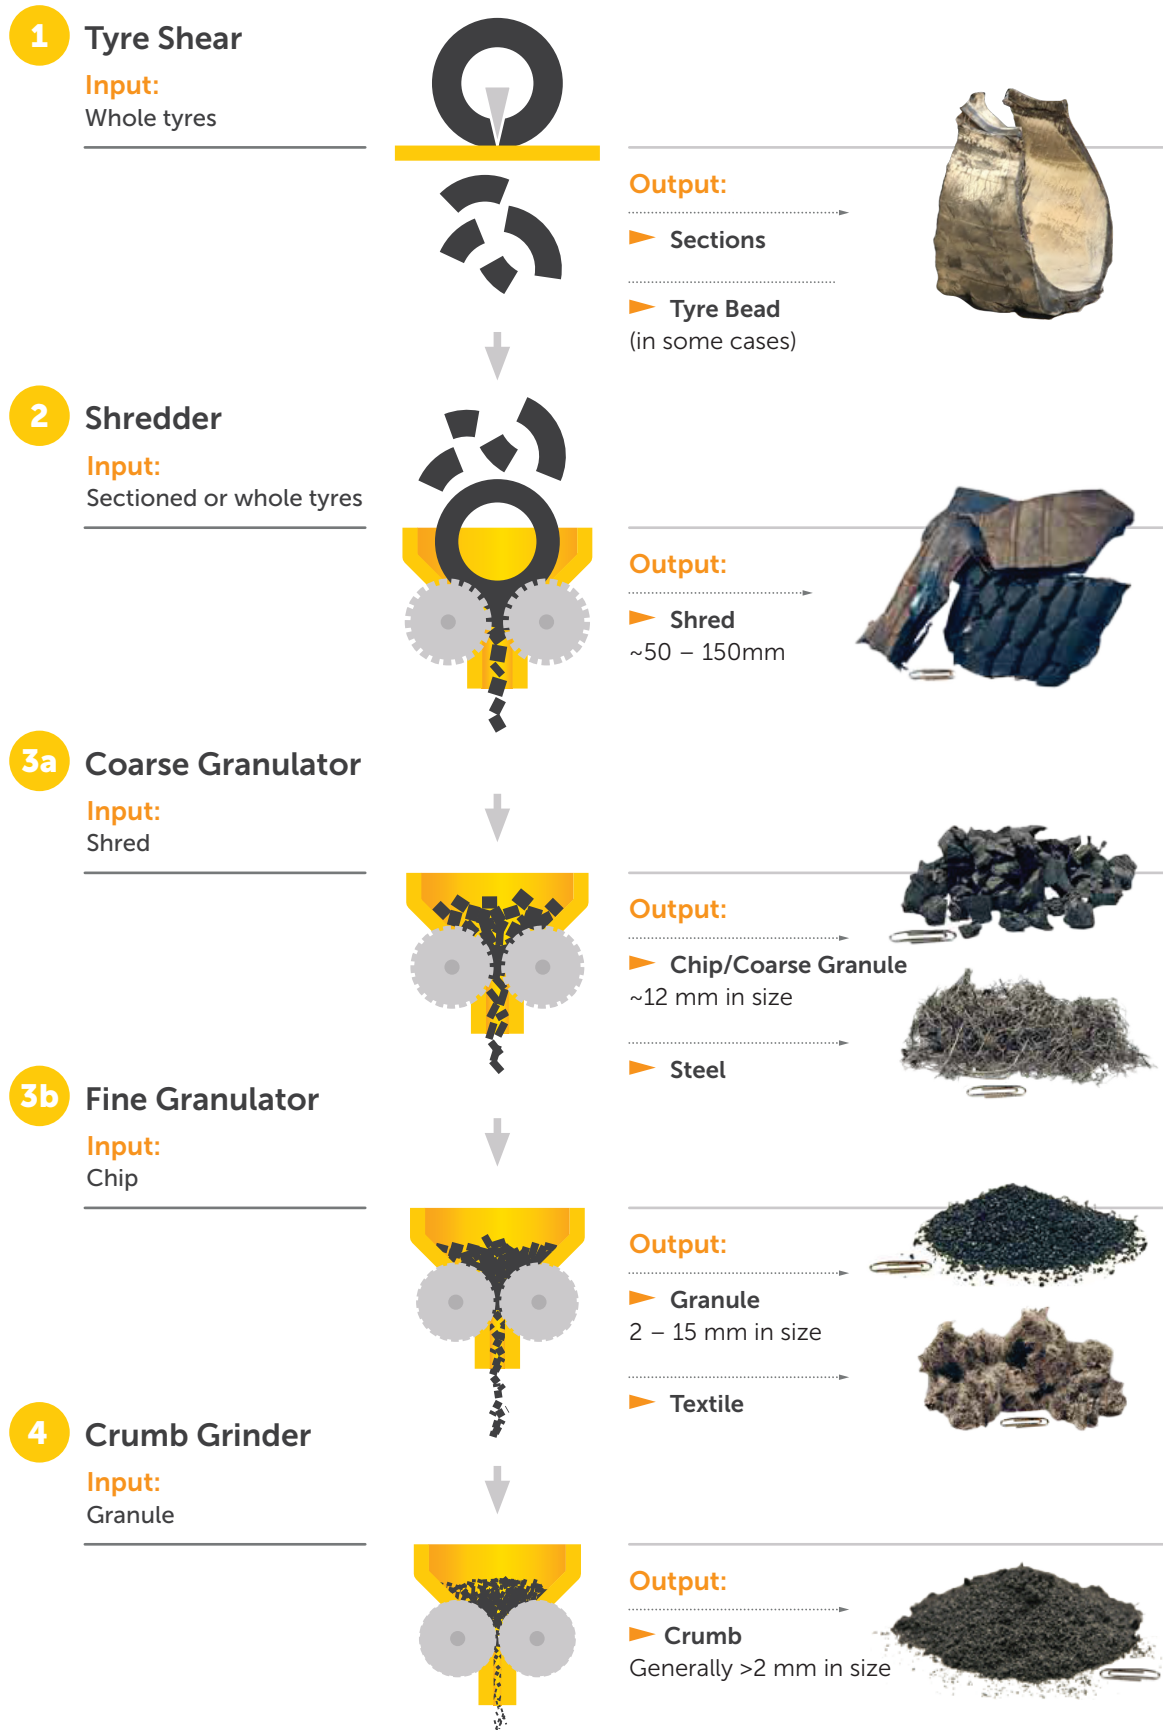 1
Tyre Shear
Input:
Whole tyres
Output:
Sections
Tyre Bead
(in some cases)
2
Shredder
Input:
Sectioned or whole tyres
Output:
Shred
~50 – 150mm
3a
Coarse Granulator
Input:
Shred
Output:
Chip/Coarse Granule
~12 mm in size
Steel
3b
Fine Granulator
Input:
Chip
Output:
Granule
2 – 15 mm in size
Textile
4
Crumb Grinder
Input:
Granule
Output:
Crumb
Generally >2 mm in size